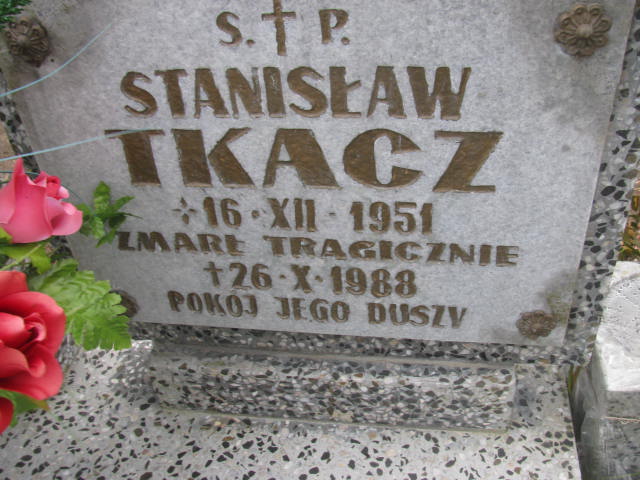 S. † P.
STANISŁAW
TKACZ
✢ 16 · XII · 1951
ZMARŁ TRAGICZNIE
† 26 · X · 1988
POKÓJ JEGO DUSZY